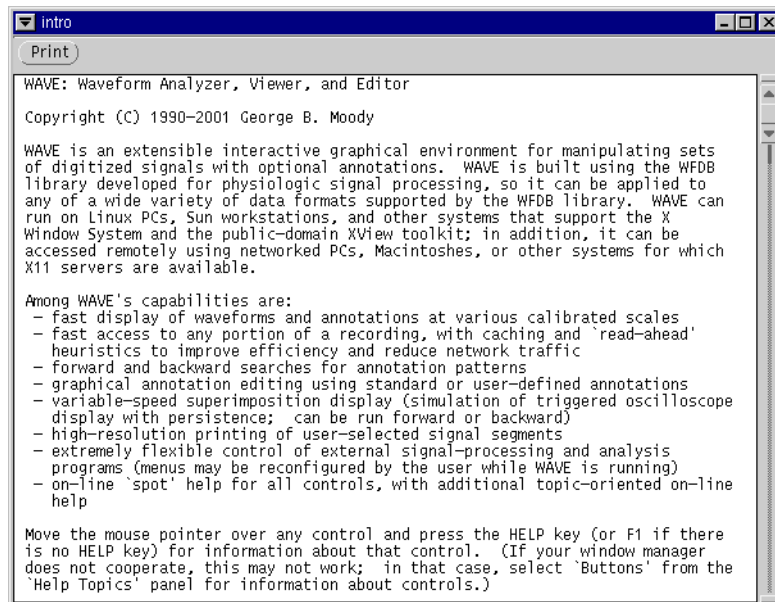 intro
Print
WAVE: Waveform Analyzer, Viewer, and Editor
Copyright (C) 1990-2001 George B. Moody
WAVE is an extensible interactive graphical environment for manipulating sets
of digitized signals with optional annotations.  WAVE is built using the WFDB
library developed for physiologic signal processing, so it can be applied to
any of a wide variety of data formats supported by the WFDB library.  WAVE can
run on Linux PCs, Sun workstations, and other systems that support the X
Window System and the public-domain XView toolkit; in addition, it can be
accessed remotely using networked PCs, Macintoshes, or other systems for which
X11 servers are available.
Among WAVE's capabilities are:
- fast display of waveforms and annotations at various calibrated scales
- fast access to any portion of a recording, with caching and `read-ahead'
heuristics to improve efficiency and reduce network traffic
- forward and backward searches for annotation patterns
- graphical annotation editing using standard or user-defined annotations
- variable-speed superimposition display (simulation of triggered oscilloscope
display with persistence;  can be run forward or backward)
- high-resolution printing of user-selected signal segments
- extremely flexible control of external signal-processing and analysis
programs (menus may be reconfigured by the user while WAVE is running)
- on-line `spot' help for all controls, with additional topic-oriented on-line
help
Move the mouse pointer over any control and press the HELP key (or F1 if there
is no HELP key) for information about that control.  (If your window manager
does not cooperate, this may not work;  in that case, select `Buttons' from the
`Help Topics' panel for information about controls.)